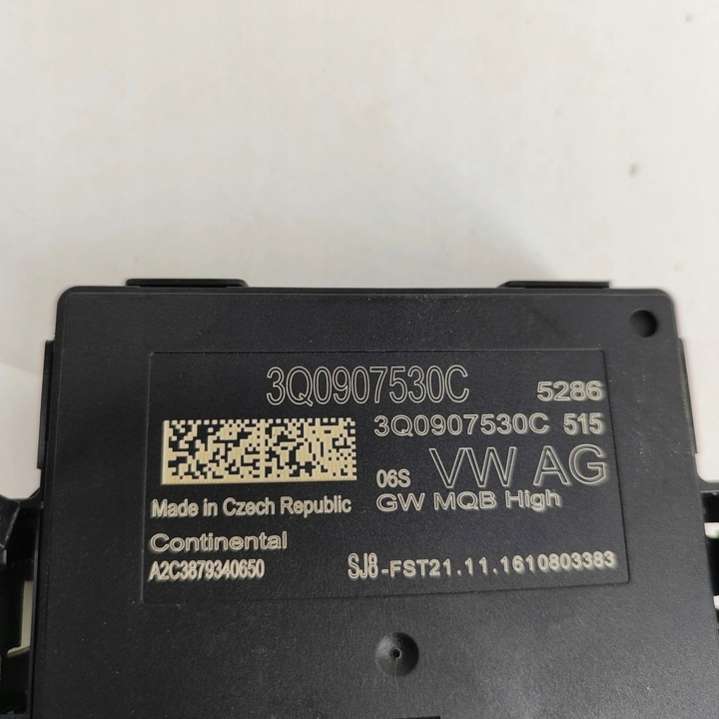 3Q0907530C 5286
3Q0907530C 515
06S VW AG
GW MQB High
Made in Czech Republic
Continental
A2C3879340650 SJ8-FST21.11.1610803383